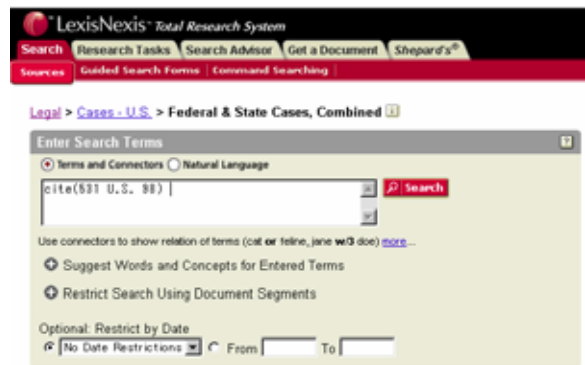 LexisNexis™ Total Research System
Search Research Tasks Search Advisor Get a Document Shepard's®
Sources Guided Search Forms | Command Searching |
Legal > Cases - U.S. > Federal & State Cases, Combined i
Enter Search Terms ?
Terms and Connectors Natural Language
cite(531 U.S. 98)
Search
Use connectors to show relation of terms (cat or feline, jane w/3 doe) more...
Suggest Words and Concepts for Entered Terms
Restrict Search Using Document Segments
Optional: Restrict by Date
No Date Restrictions From To